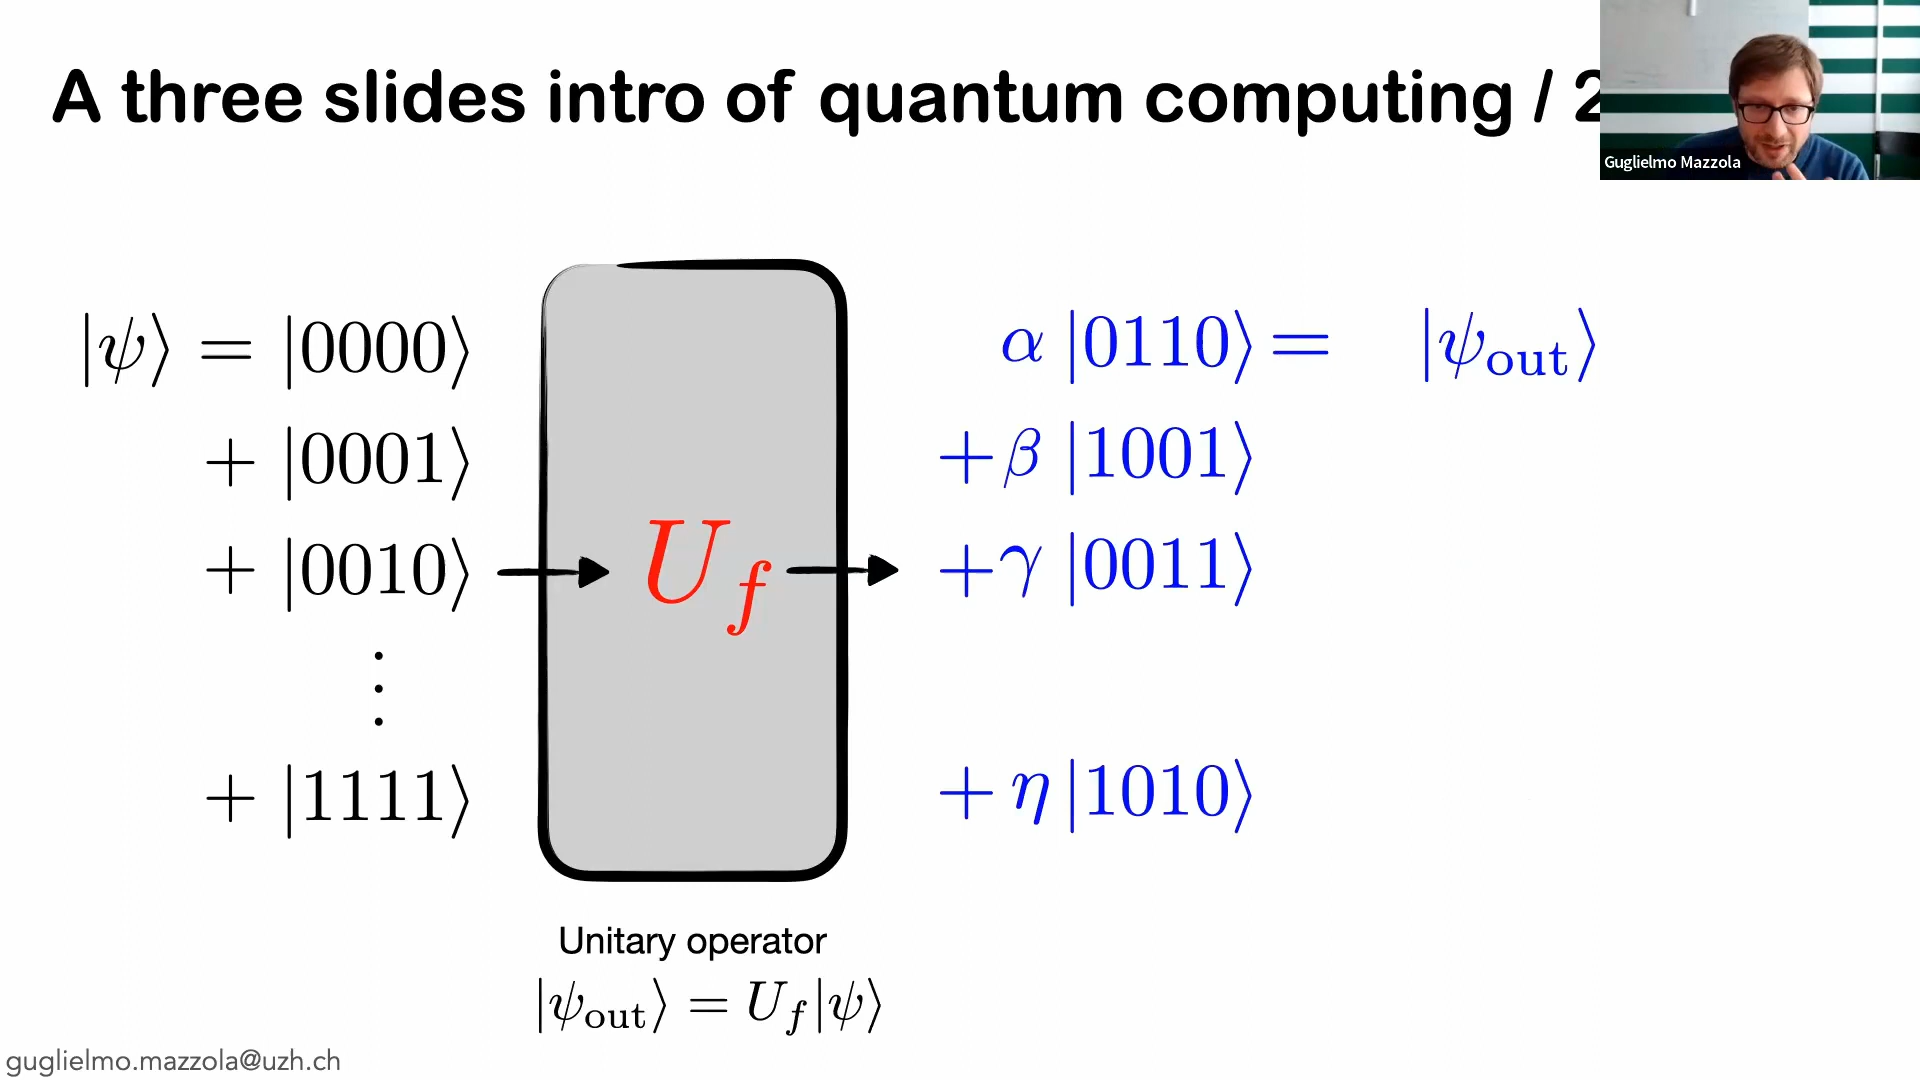 A three slides intro of quantum computing / 2
Guglielmo Mazzola
|ψ⟩ = |0000⟩
+ |0001⟩
+ |0010⟩
⋮
+ |1111⟩
U_f
α |0110⟩ = |ψ_out⟩
+ β |1001⟩
+ γ |0011⟩
+ η |1010⟩
Unitary operator
|ψ_out⟩ = U_f|ψ⟩
guglielmo.mazzola@uzh.ch